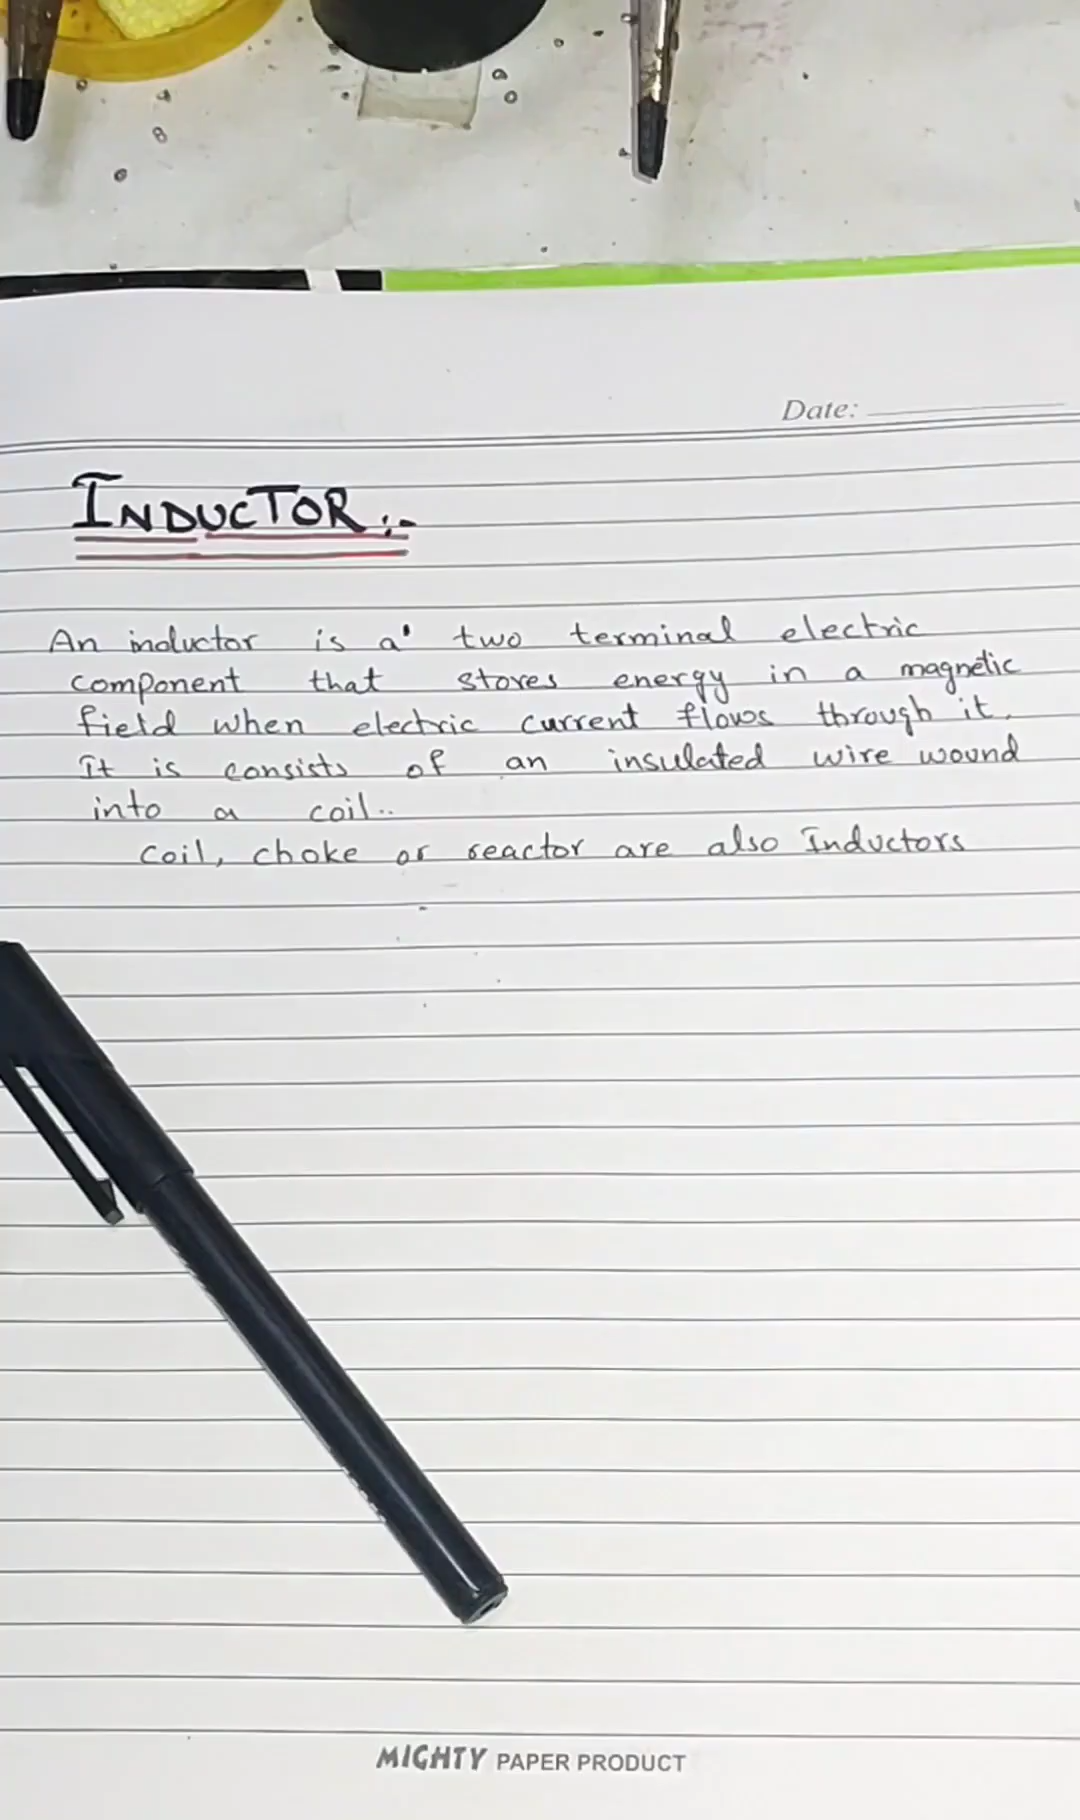 Date:
INDUCTOR :-
An inductor is a two terminal electric
component that stores energy in a magnetic
field when electric current flows through it.
It is consists of an insulated wire wound
into a coil..
Coil, choke or reactor are also Inductors
MIGHTY PAPER PRODUCT